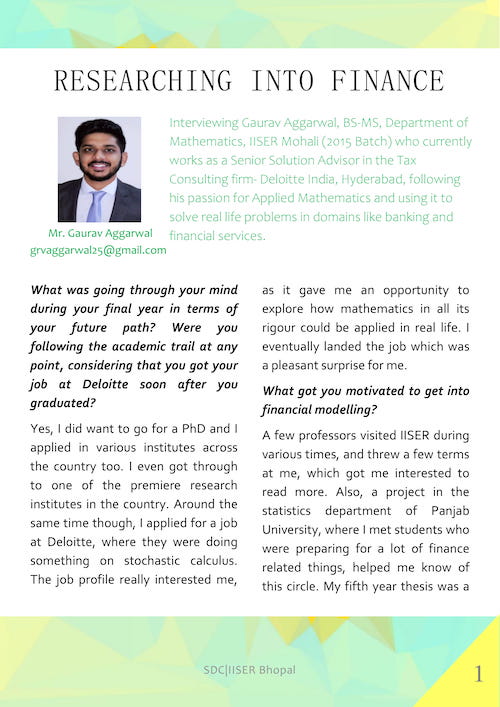 RESEARCHING INTO FINANCE
Interviewing Gaurav Aggarwal, BS-MS, Department of
Mathematics, IISER Mohali (2015 Batch) who currently
works as a Senior Solution Advisor in the Tax
Consulting firm- Deloitte India, Hyderabad, following
his passion for Applied Mathematics and using it to
solve real life problems in domains like banking and
financial services.
Mr. Gaurav Aggarwal
grvaggarwal25@gmail.com
What was going through your mind
during your final year in terms of
your future path? Were you
following the academic trail at any
point, considering that you got your
job at Deloitte soon after you
graduated?
Yes, I did want to go for a PhD and I
applied in various institutes across
the country too. I even got through
to one of the premiere research
institutes in the country. Around the
same time though, I applied for a job
at Deloitte, where they were doing
something on stochastic calculus.
The job profile really interested me,
as it gave me an opportunity to
explore how mathematics in all its
rigour could be applied in real life. I
eventually landed the job which was
a pleasant surprise for me.
What got you motivated to get into
financial modelling?
A few professors visited IISER during
various times, and threw a few terms
at me, which got me interested to
read more. Also, a project in the
statistics department of Panjab
University, where I met students who
were preparing for a lot of finance
related things, helped me know of
this circle. My fifth year thesis was a
SDC|IISER Bhopal
1